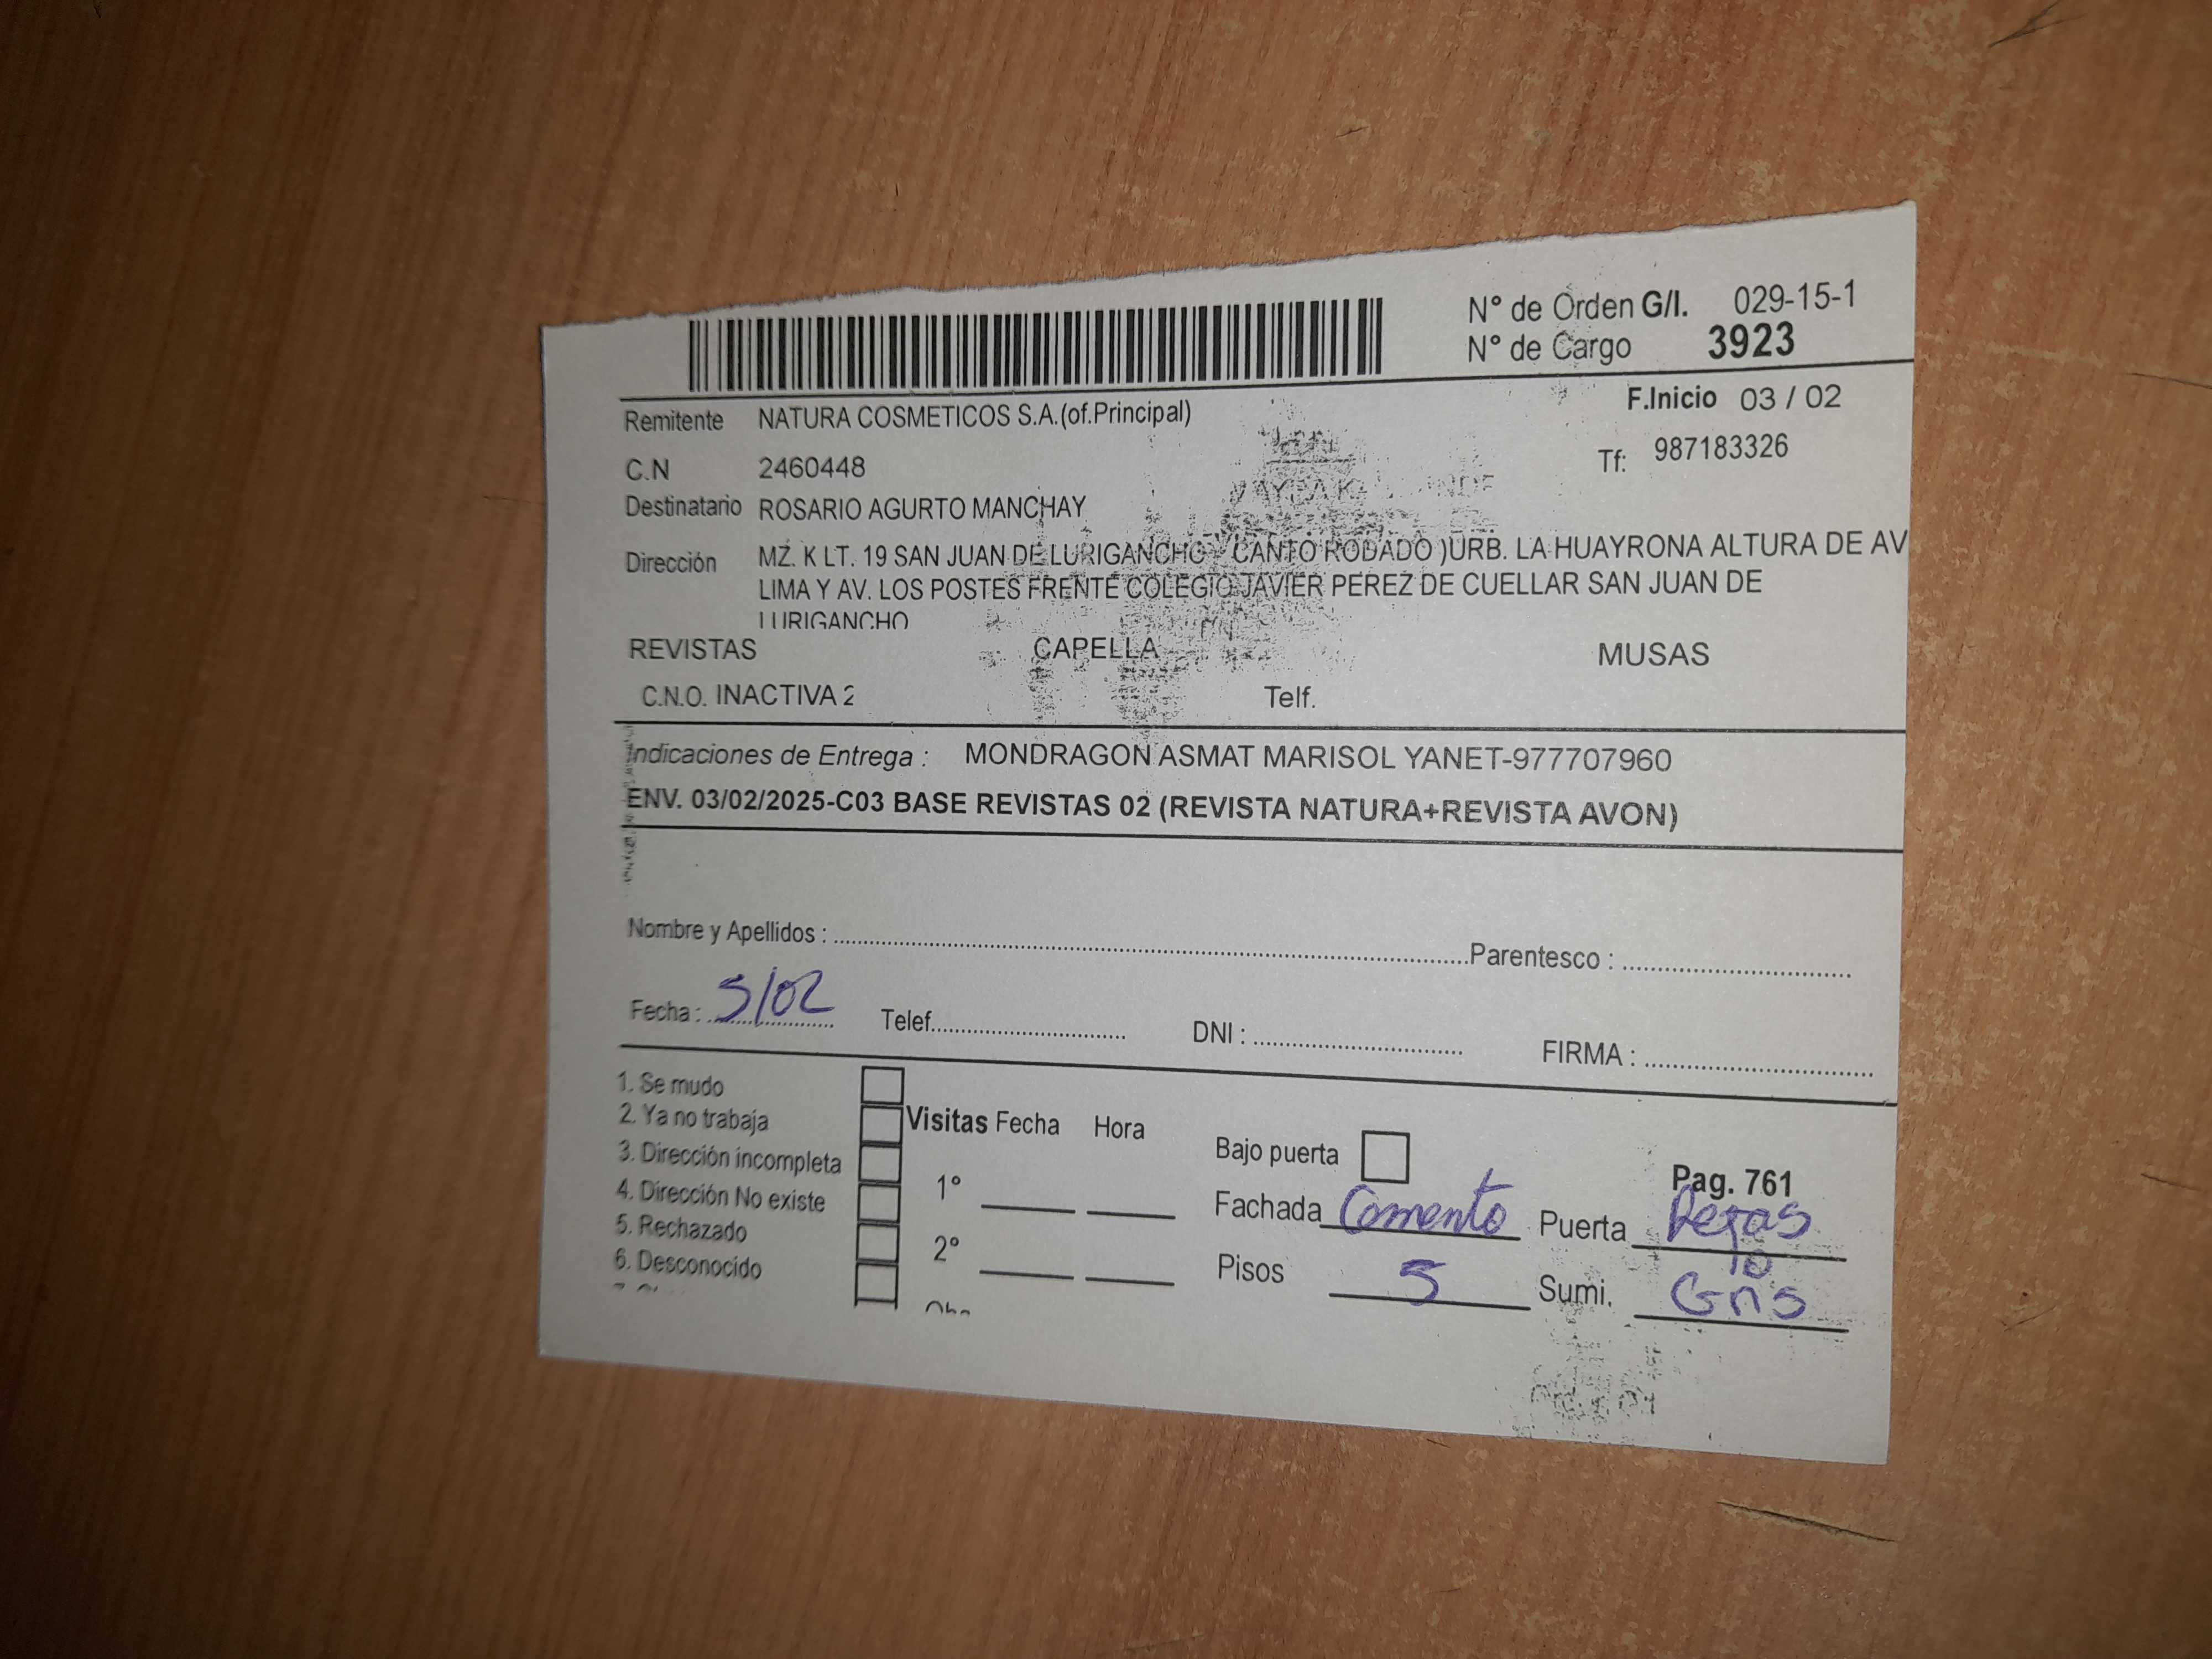 N° de Orden G/I. 029-15-1
N° de Cargo 3923
F.Inicio 03 / 02
Remitente NATURA COSMETICOS S.A.(of.Principal)
Tf: 987183326
C.N 2460448
Destinatario ROSARIO AGURTO MANCHAY
Dirección MZ. K LT. 19 SAN JUAN DE LURIGANCHO CANTO RODADO )URB. LA HUAYRONA ALTURA DE AV
LIMA Y AV. LOS POSTES FRENTE COLEGIO JAVIER PEREZ DE CUELLAR SAN JUAN DE
LURIGANCHO
REVISTAS CAPELLA MUSAS
C.N.O. INACTIVA 2 Telf.
Indicaciones de Entrega : MONDRAGON ASMAT MARISOL YANET-977707960
ENV. 03/02/2025-C03 BASE REVISTAS 02 (REVISTA NATURA+REVISTA AVON)
Nombre y Apellidos : Parentesco :
Fecha : 5/02 Telef. DNI : FIRMA :
1. Se mudo
2. Ya no trabaja
3. Dirección incompleta
4. Dirección No existe
5. Rechazado
6. Desconocido
Visitas Fecha Hora
1°
2°
Bajo puerta
Pag. 761
Fachada Comento Puerta Rejas
Pisos 5 Sumi. 10
Gris